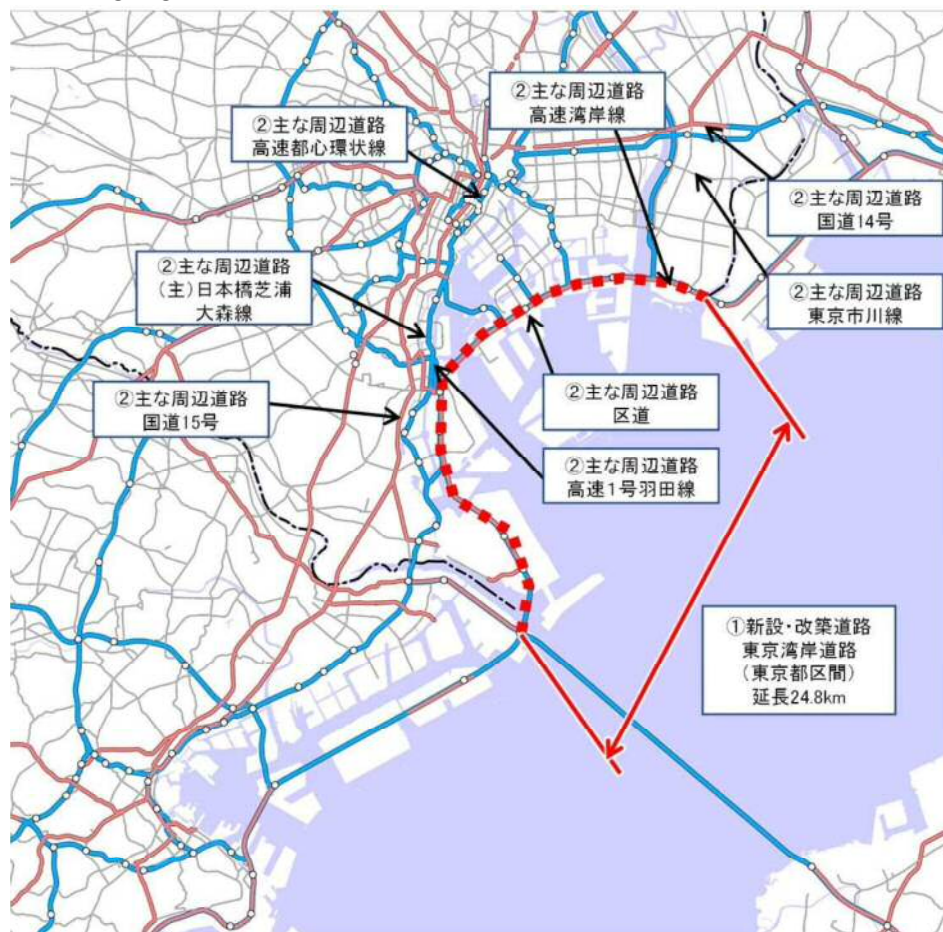 ②主な周辺道路
高速湾岸線
②主な周辺道路
高速都心環状線
②主な周辺道路
国道14号
②主な周辺道路
(主)日本橋芝浦
大森線
②主な周辺道路
東京市川線
②主な周辺道路
国道15号
②主な周辺道路
区道
②主な周辺道路
高速1号羽田線
①新設・改築道路
東京湾岸道路
(東京都区間)
延長24.8km